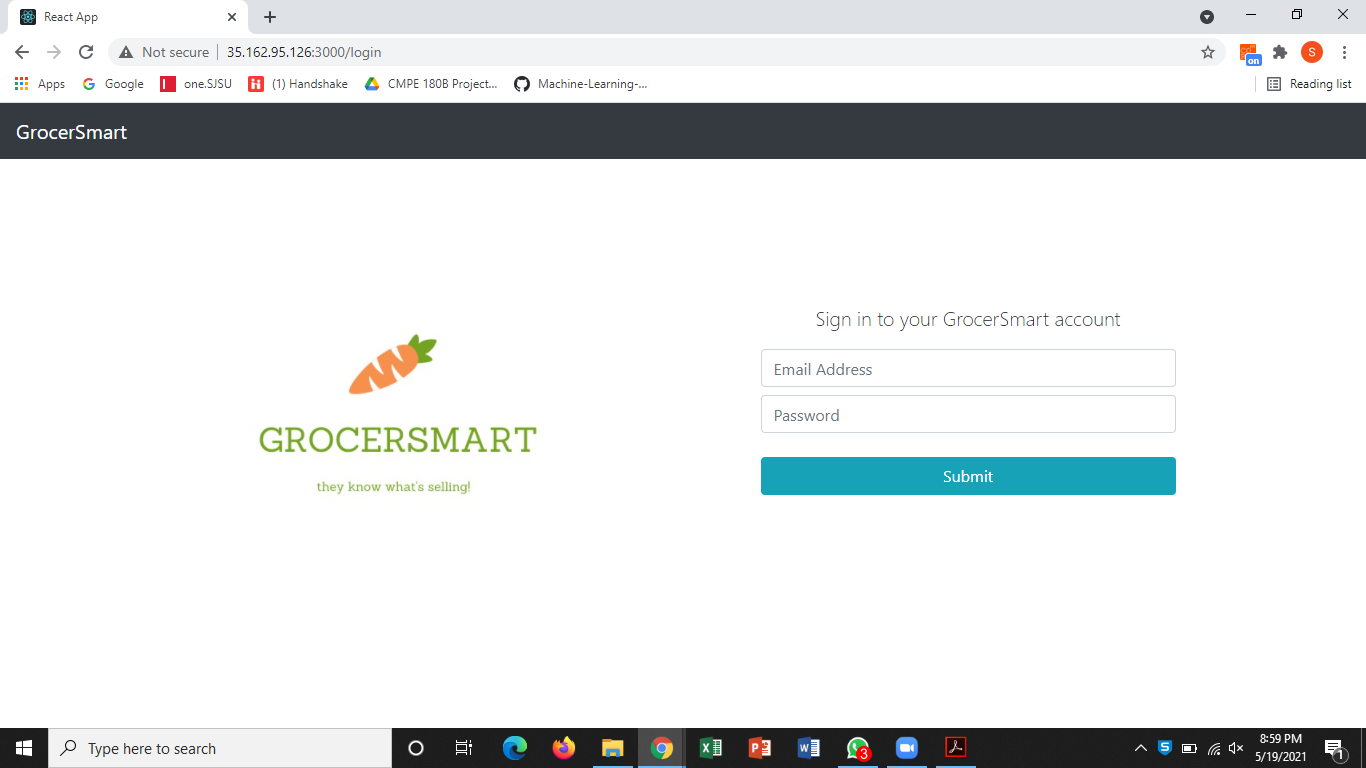 React App
Not secure
35.162.95.126:3000/login
S
on
Apps
Google
one.SJSU
(1) Handshake
CMPE 180B Project...
Machine-Learning-...
Reading list
GrocerSmart
Sign in to your GrocerSmart account
Email Address
GROCERSMART
Password
they know what's selling!
Submit
Type here to search
3
8:59 PM
5/19/2021
1